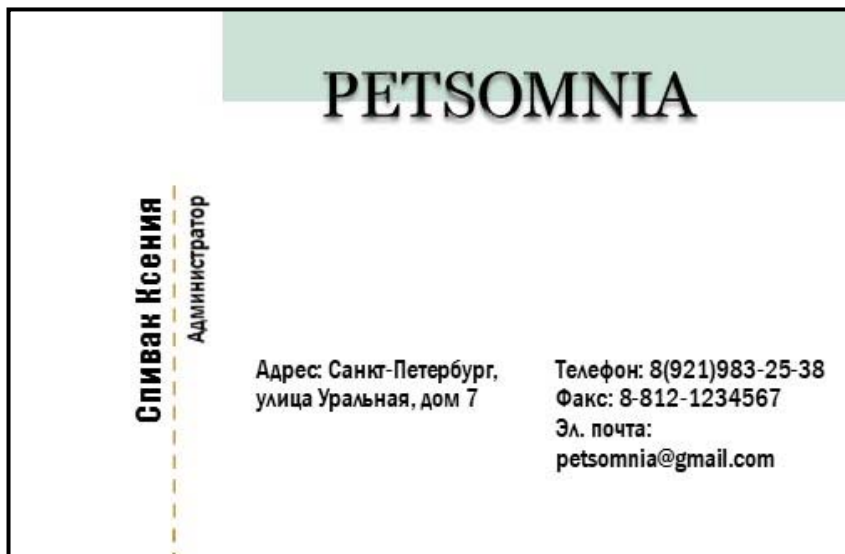 PETSOMNIA
Спивак Ксения
Администратор
Адрес: Санкт-Петербург,
улица Уральная, дом 7
Телефон: 8(921)983-25-38
Факс: 8-812-1234567
Эл. почта:
petsomnia@gmail.com